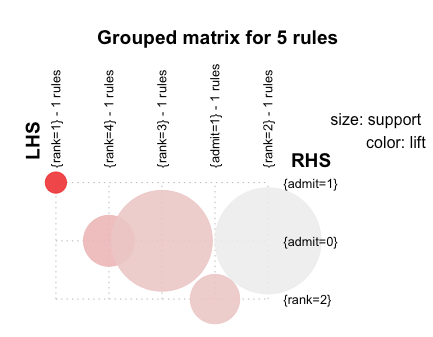 Grouped matrix for 5 rules
size: support
color: lift
LHS
{rank=1} - 1 rules
{rank=4} - 1 rules
{rank=3} - 1 rules
{admit=1} - 1 rules
{rank=2} - 1 rules
RHS
{admit=1}
{admit=0}
{rank=2}